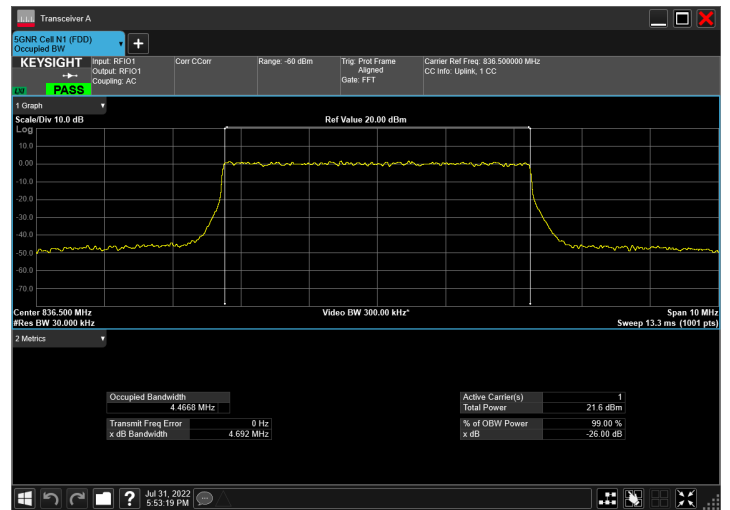 Transceiver A
5GNR Cell N1 (FDD)
Occupied BW
KEYSIGHT
LXI
PASS
Input: RFIO1
Output: RFIO1
Coupling: AC
Corr CCorr
Range: -60 dBm
Trig: Prot Frame
Aligned
Gate: FFT
Carrier Ref Freq: 836.500000 MHz
CC Info: Uplink, 1 CC
1 Graph
Scale/Div 10.0 dB
Ref Value 20.00 dBm
Log
10.0
0.00
-10.0
-20.0
-30.0
-40.0
-50.0
-60.0
-70.0
Center 836.500 MHz
Video BW 300.00 kHz*
Span 10 MHz
#Res BW 30.000 kHz
Sweep 13.3 ms (1001 pts)
2 Metrics
Occupied Bandwidth
4.4668 MHz
Transmit Freq Error 0 Hz
x dB Bandwidth 4.692 MHz
Active Carrier(s) 1
Total Power 21.6 dBm
% of OBW Power 99.00 %
x dB -26.00 dB
Jul 31, 2022
5:53:19 PM